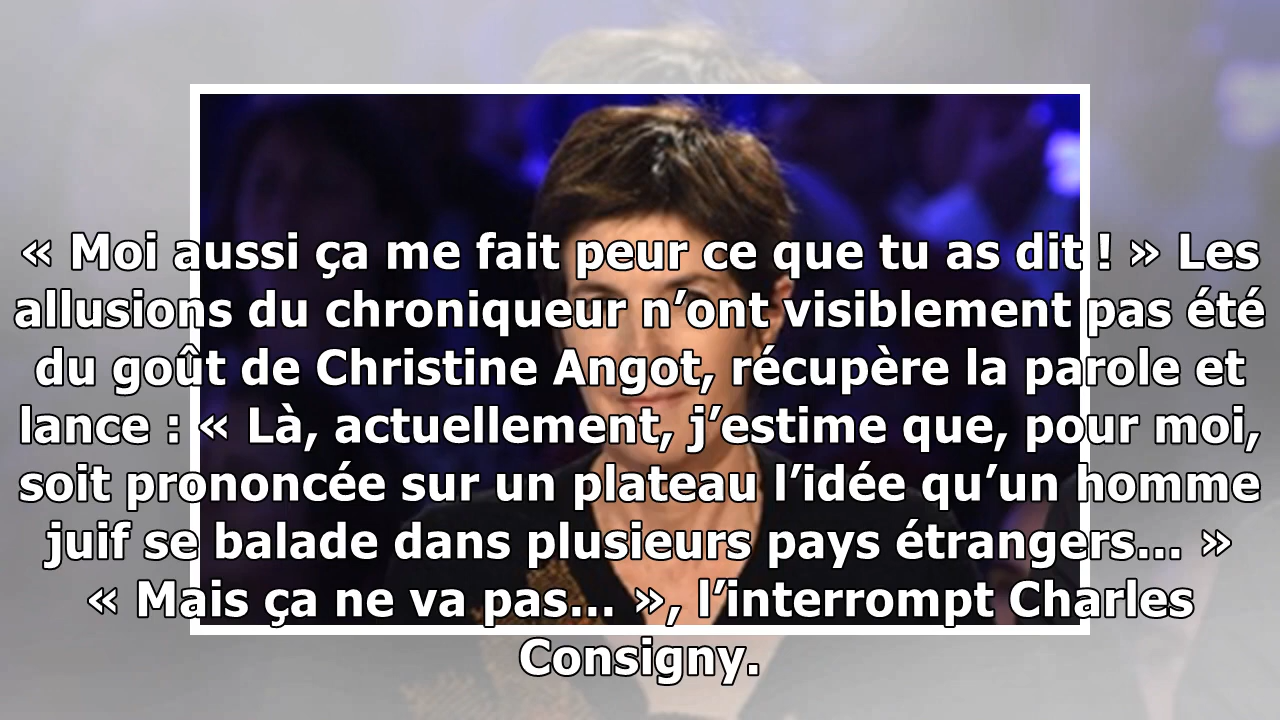 « Moi aussi ça me fait peur ce que tu as dit ! » Les
allusions du chroniqueur n’ont visiblement pas été
du goût de Christine Angot, récupère la parole et
lance : « Là, actuellement, j’estime que, pour moi,
soit prononcée sur un plateau l’idée qu’un homme
juif se balade dans plusieurs pays étrangers… »
« Mais ça ne va pas… », l’interrompt Charles
Consigny.